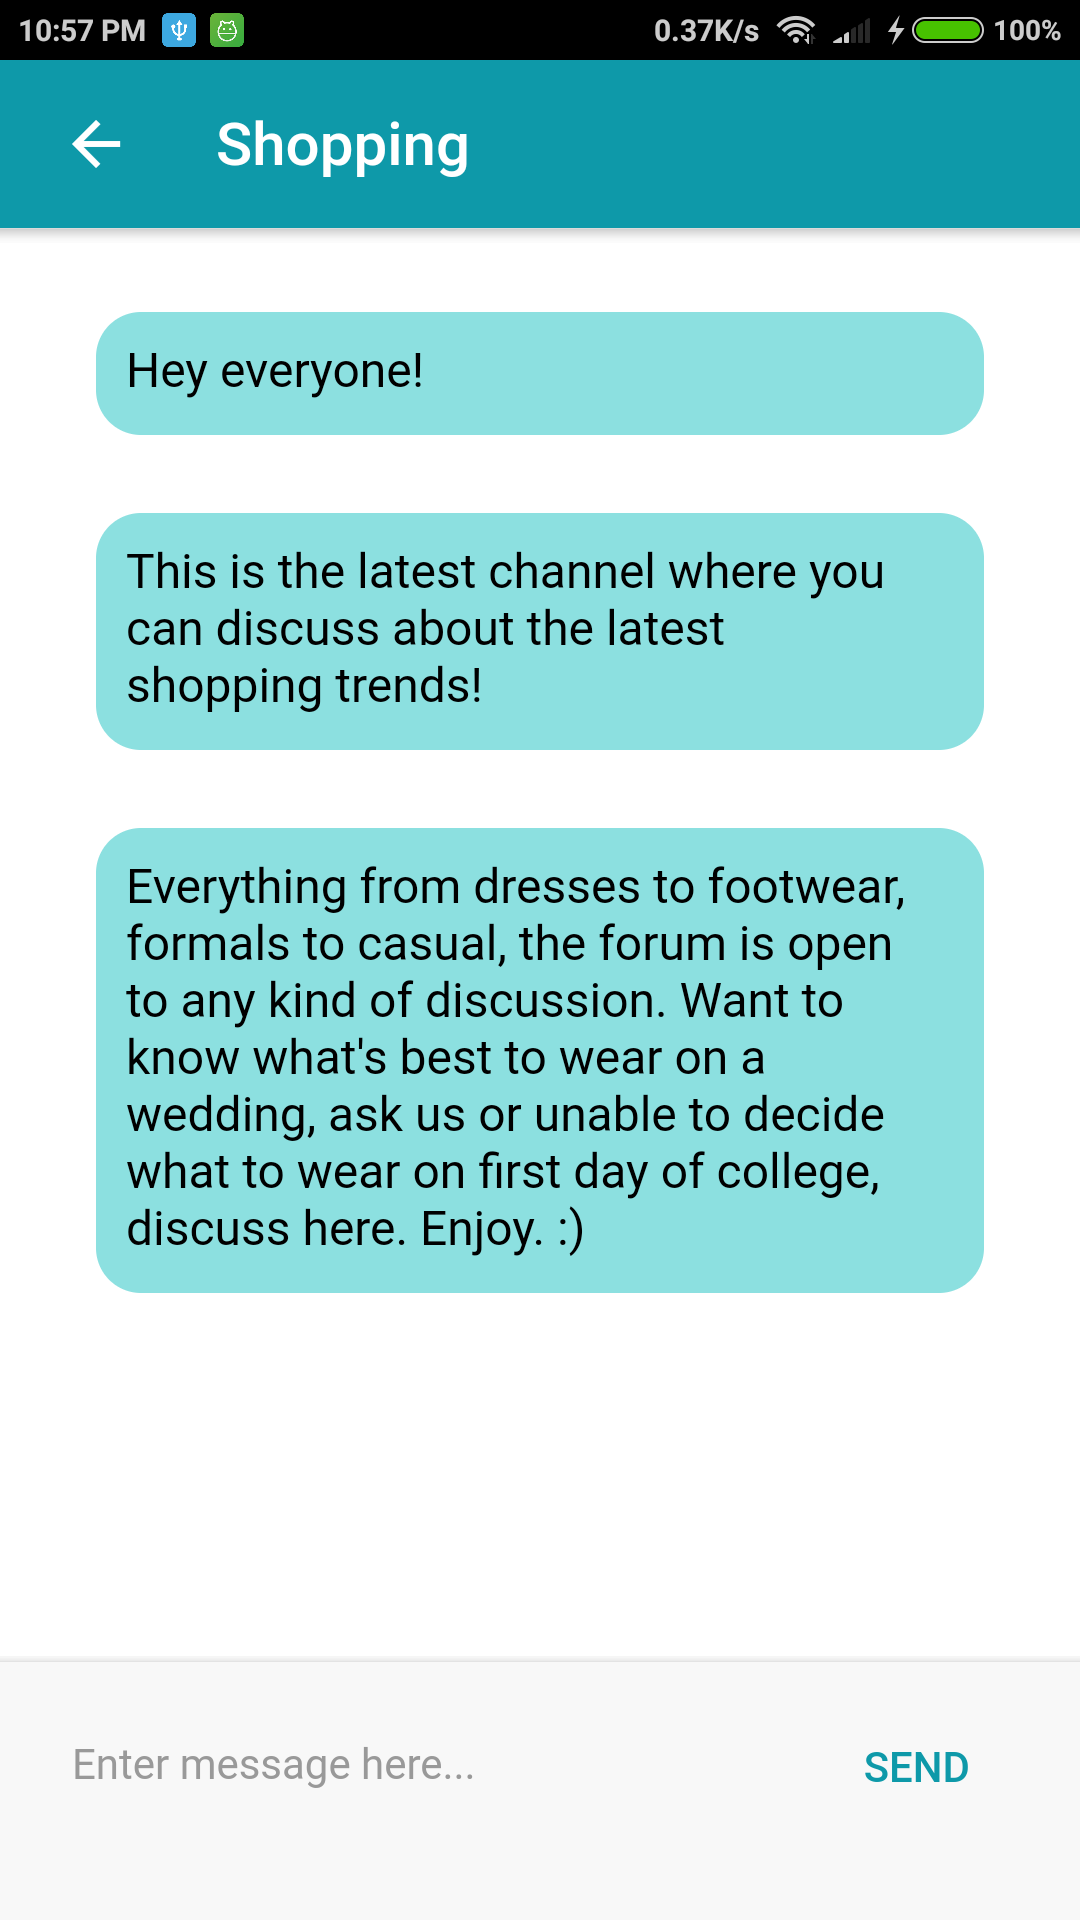 10:57 PM 0.37K/s 100%
Shopping
Hey everyone!
This is the latest channel where you
can discuss about the latest
shopping trends!
Everything from dresses to footwear,
formals to casual, the forum is open
to any kind of discussion. Want to
know what's best to wear on a
wedding, ask us or unable to decide
what to wear on first day of college,
discuss here. Enjoy. :)
Enter message here... SEND